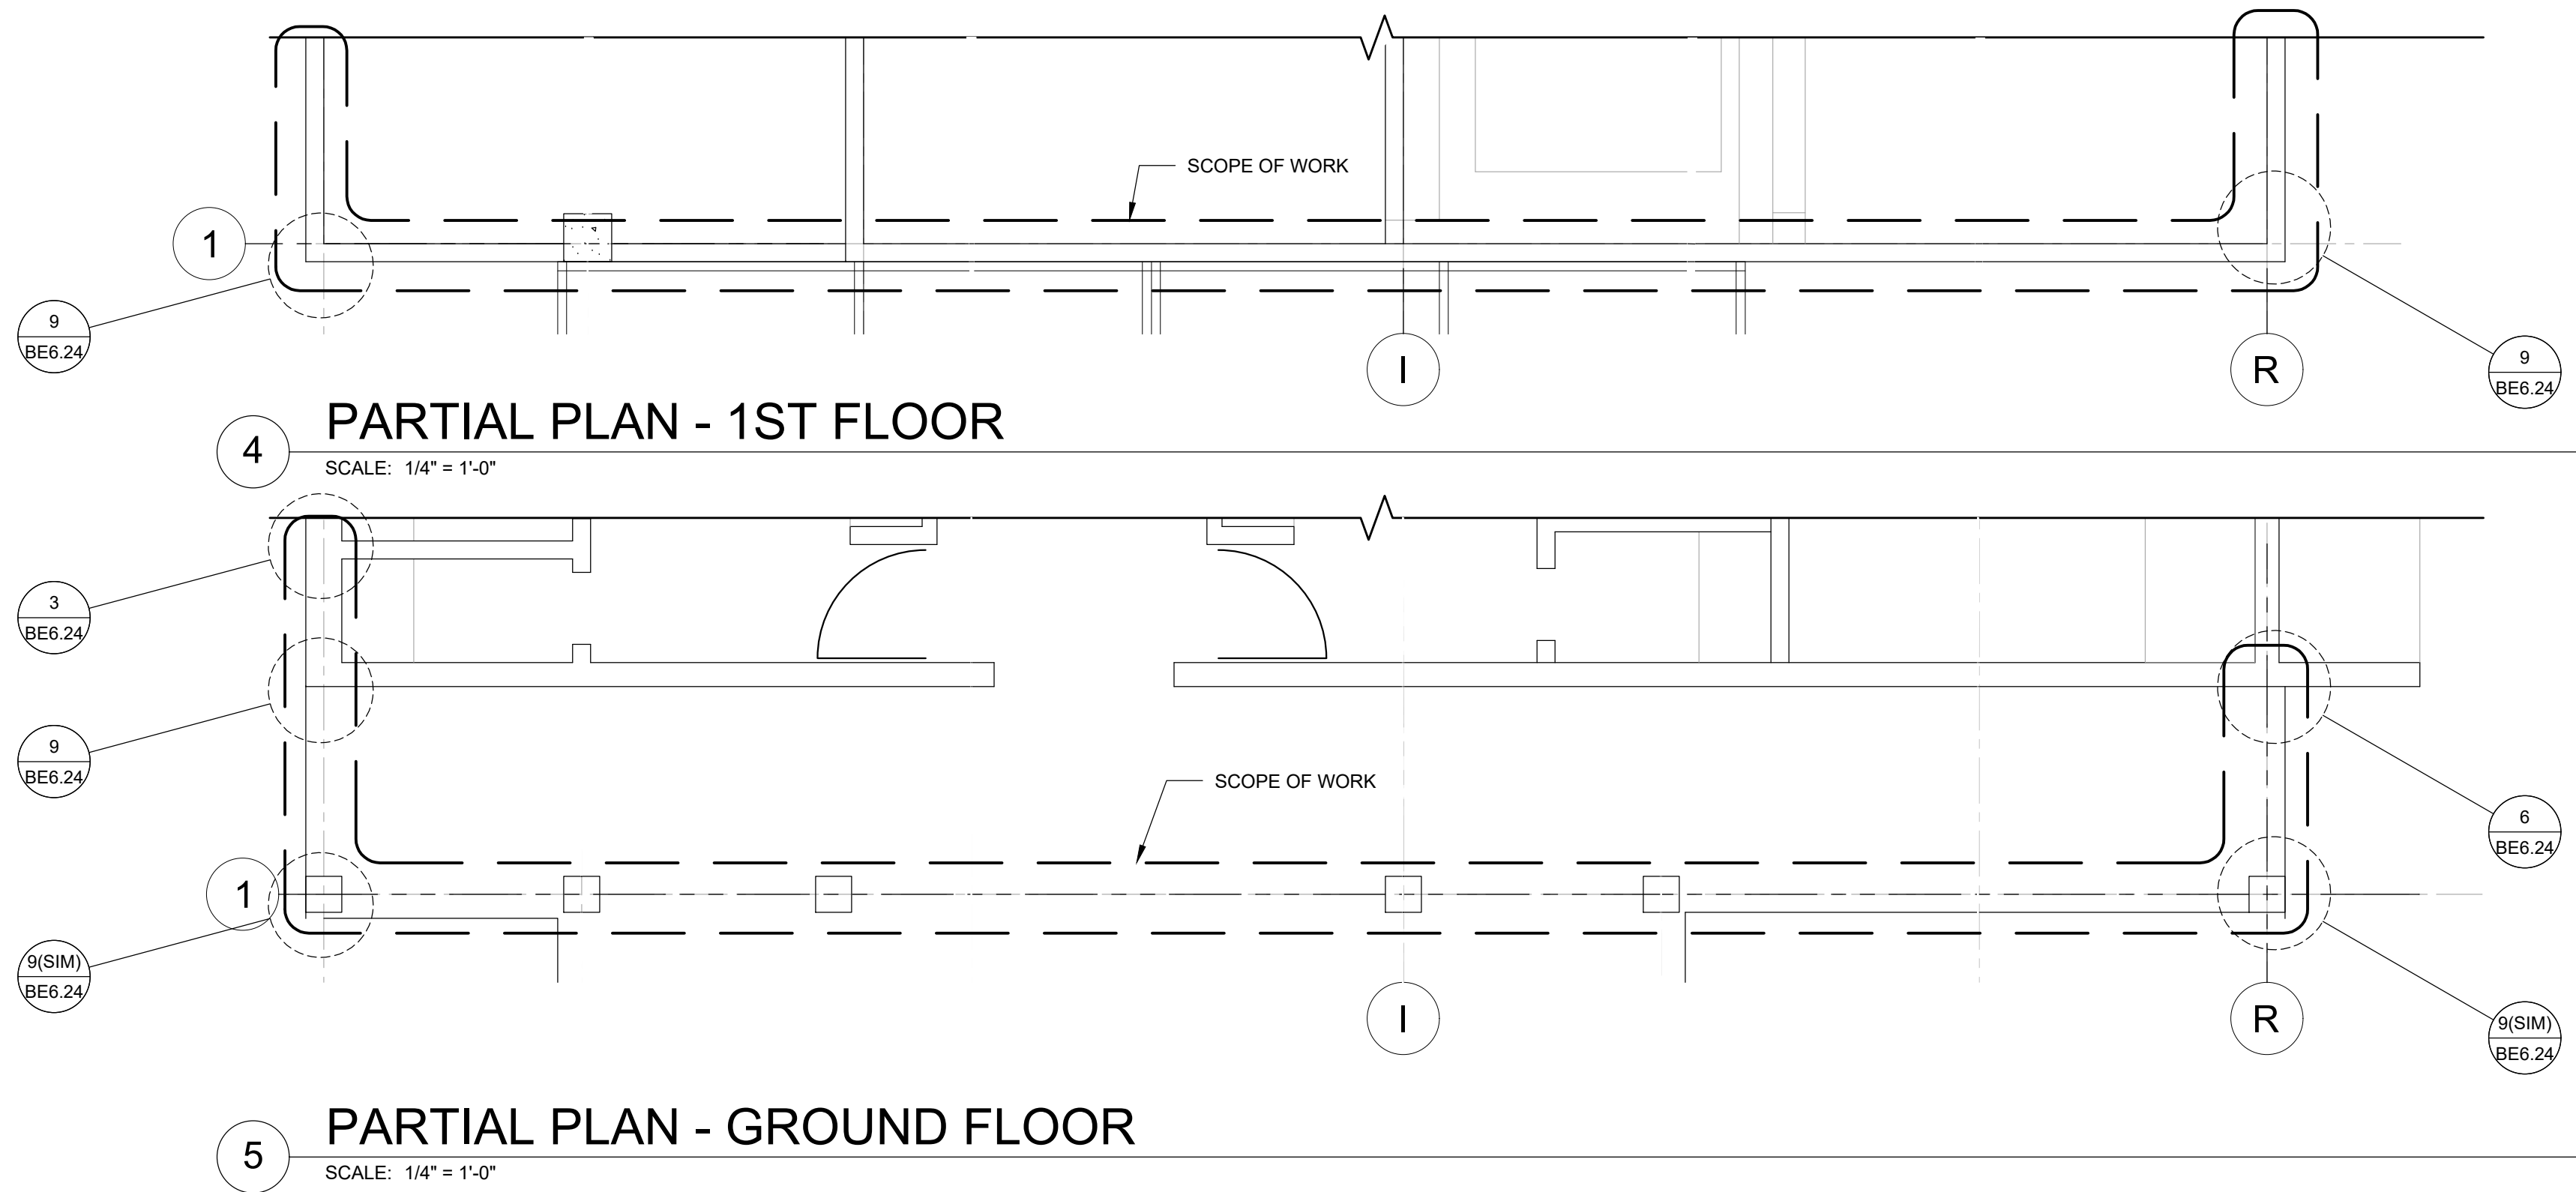 SCOPE OF WORK
1
9
BE6.24
I
R
9
BE6.24
4
PARTIAL PLAN - 1ST FLOOR
SCALE: 1/4" = 1'-0"
3
BE6.24
9
BE6.24
SCOPE OF WORK
6
BE6.24
1
9(SIM)
BE6.24
I
R
9(SIM)
BE6.24
5
PARTIAL PLAN - GROUND FLOOR
SCALE: 1/4" = 1'-0"